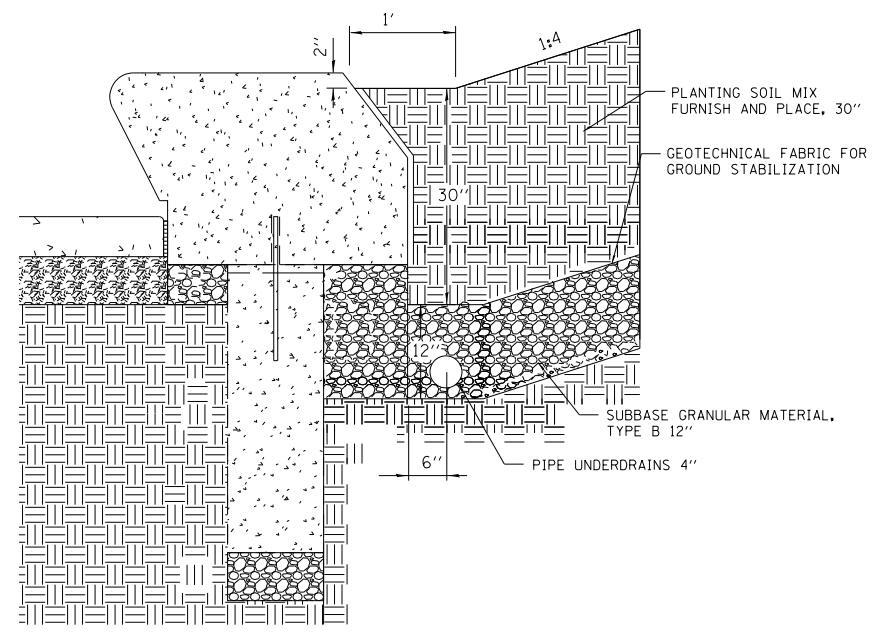 1'
2"
1:4
PLANTING SOIL MIX
FURNISH AND PLACE, 30"
GEOTECHNICAL FABRIC FOR
GROUND STABILIZATION
30"
12"
SUBBASE GRANULAR MATERIAL,
TYPE B 12"
6"
PIPE UNDERDRAINS 4"